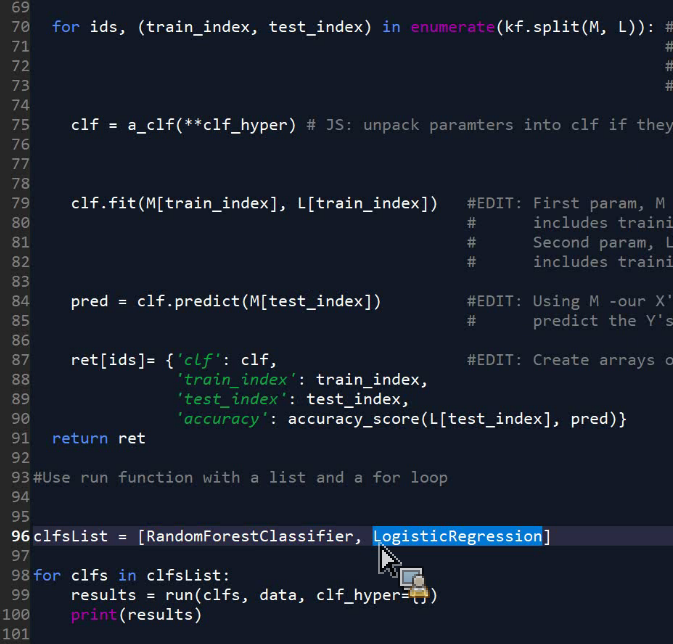 69
70 for ids, (train_index, test_index) in enumerate(kf.split(M, L)): #
71 #
72 #
73 #
74
75 clf = a_clf(**clf_hyper) # JS: unpack paramters into clf if they
76
77
78
79 clf.fit(M[train_index], L[train_index]) #EDIT: First param, M
80 # includes traini
81 # Second param, L
82 # includes traini
83
84 pred = clf.predict(M[test_index]) #EDIT: Using M -our X'
85 # predict the Y's
86
87 ret[ids]= {'clf': clf, #EDIT: Create arrays o
88 'train_index': train_index,
89 'test_index': test_index,
90 'accuracy': accuracy_score(L[test_index], pred)}
91 return ret
92
93 #Use run function with a list and a for loop
94
95
96 clfsList = [RandomForestClassifier, LogisticRegression]
97
98 for clfs in clfsList:
99 results = run(clfs, data, clf_hyper={})
100 print(results)
101